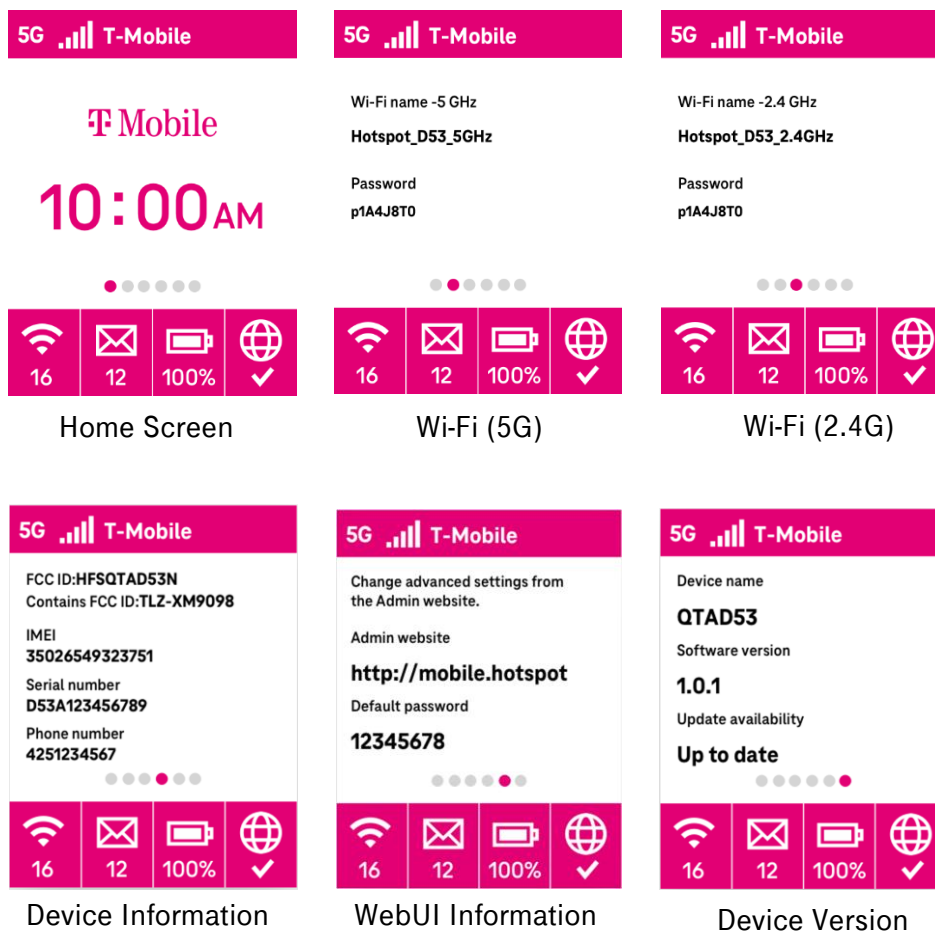 5G T-Mobile
T Mobile
10:00 AM
16 12 100%
Home Screen
5G T-Mobile
Wi-Fi name -5 GHz
Hotspot_D53_5GHz
Password
p1A4J8T0
16 12 100%
Wi-Fi (5G)
5G T-Mobile
Wi-Fi name -2.4 GHz
Hotspot_D53_2.4GHz
Password
p1A4J8T0
16 12 100%
Wi-Fi (2.4G)
5G T-Mobile
FCC ID:HFSQTAD53N
Contains FCC ID:TLZ-XM9098
IMEI
35026549323751
Serial number
D53A123456789
Phone number
4251234567
16 12 100%
Device Information
5G T-Mobile
Change advanced settings from
the Admin website.
Admin website
http://mobile.hotspot
Default password
12345678
16 12 100%
WebUI Information
5G T-Mobile
Device name
QTAD53
Software version
1.0.1
Update availability
Up to date
16 12 100%
Device Version